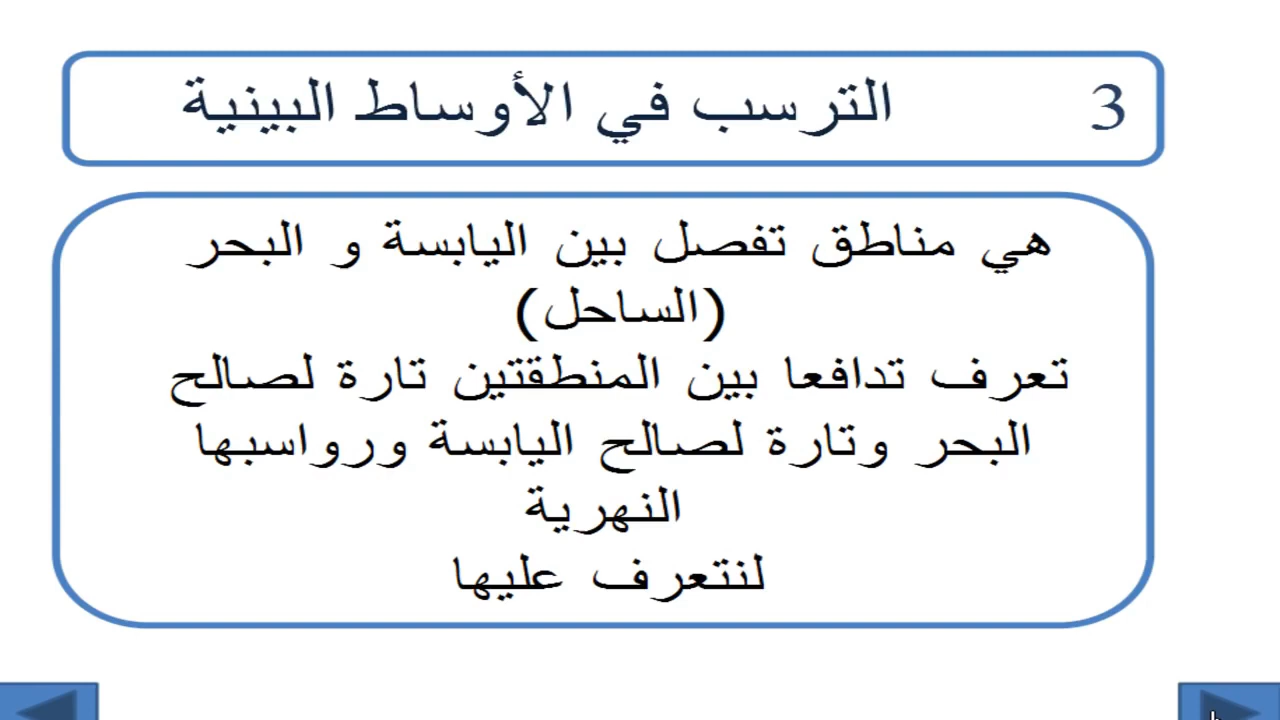 3 الترسب في الأوساط البينية
هي مناطق تفصل بين اليابسة و البحر
(الساحل)
تعرف تدافعا بين المنطقتين تارة لصالح
البحر وتارة لصالح اليابسة ورواسبها
النهرية
لنتعرف عليها